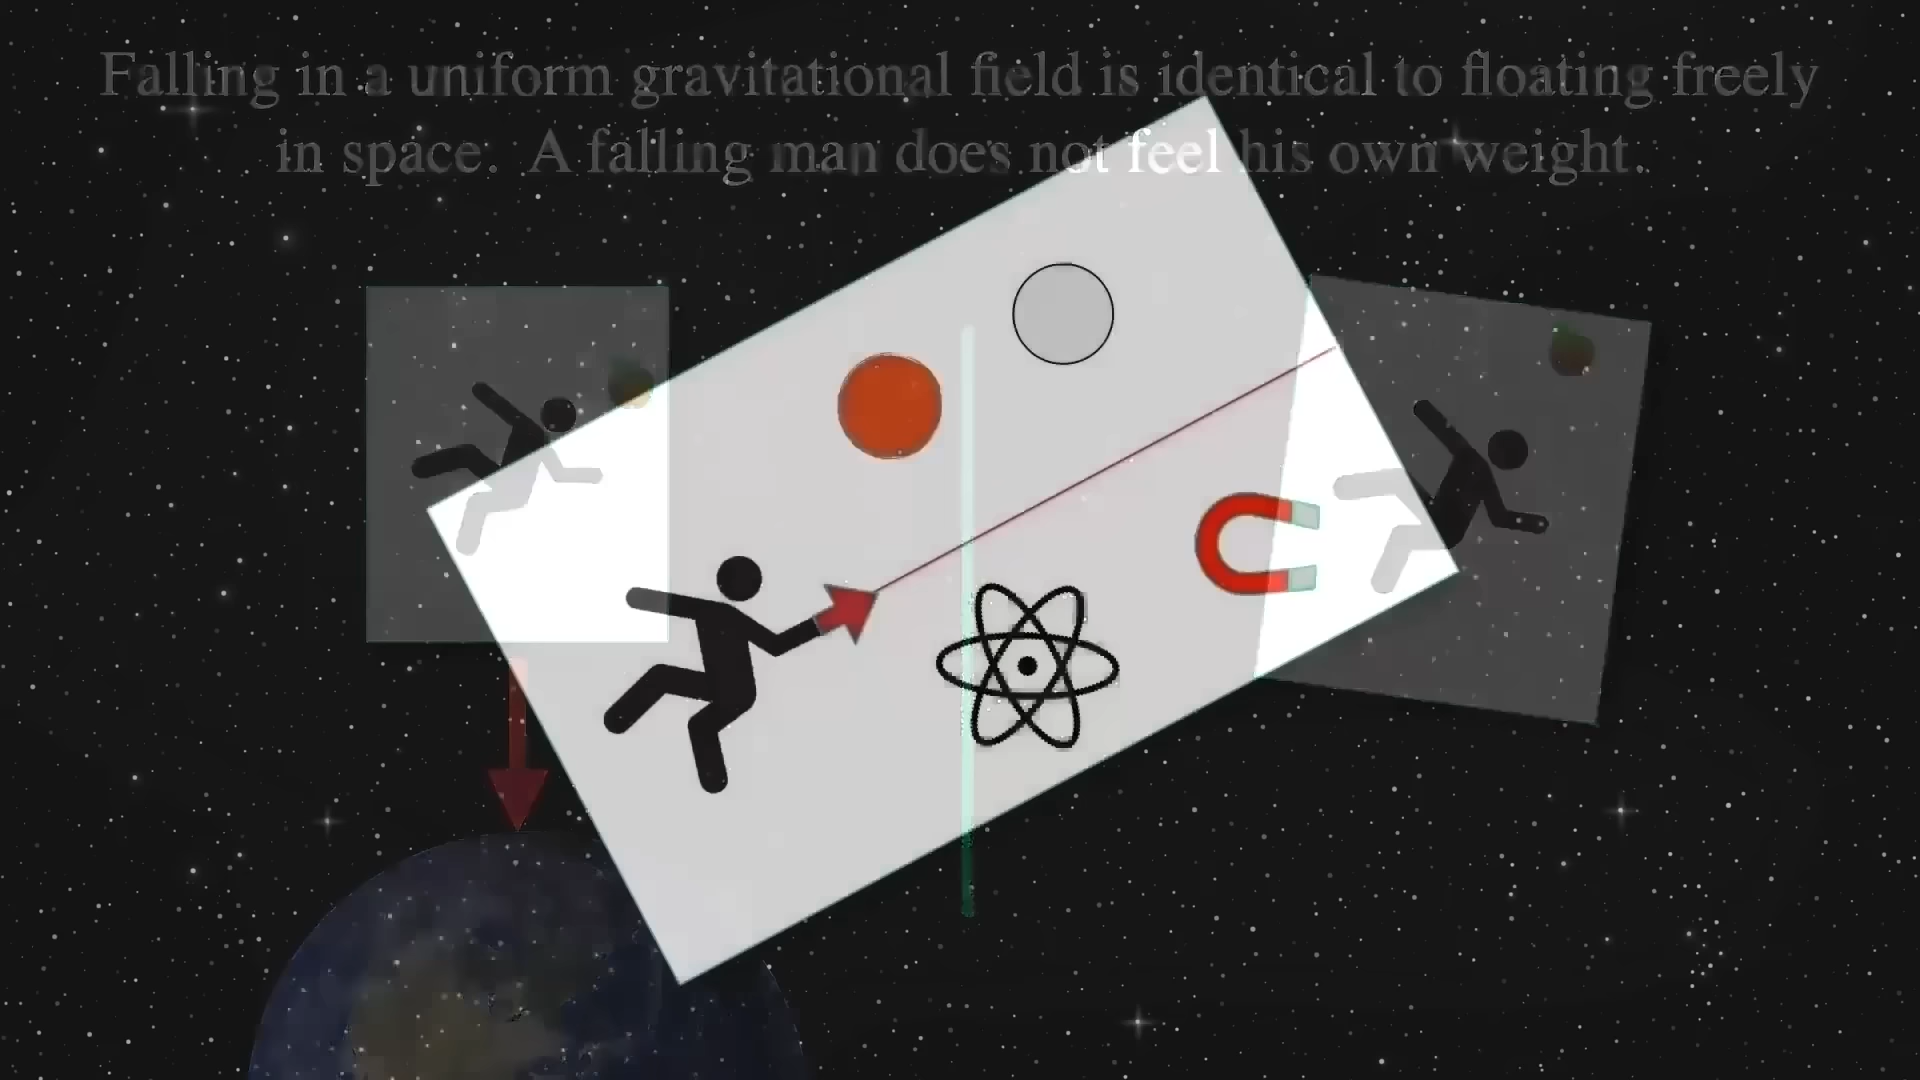 Falling in a uniform gravitational field is identical to floating freely
in space. A falling man does not feel his own weight.